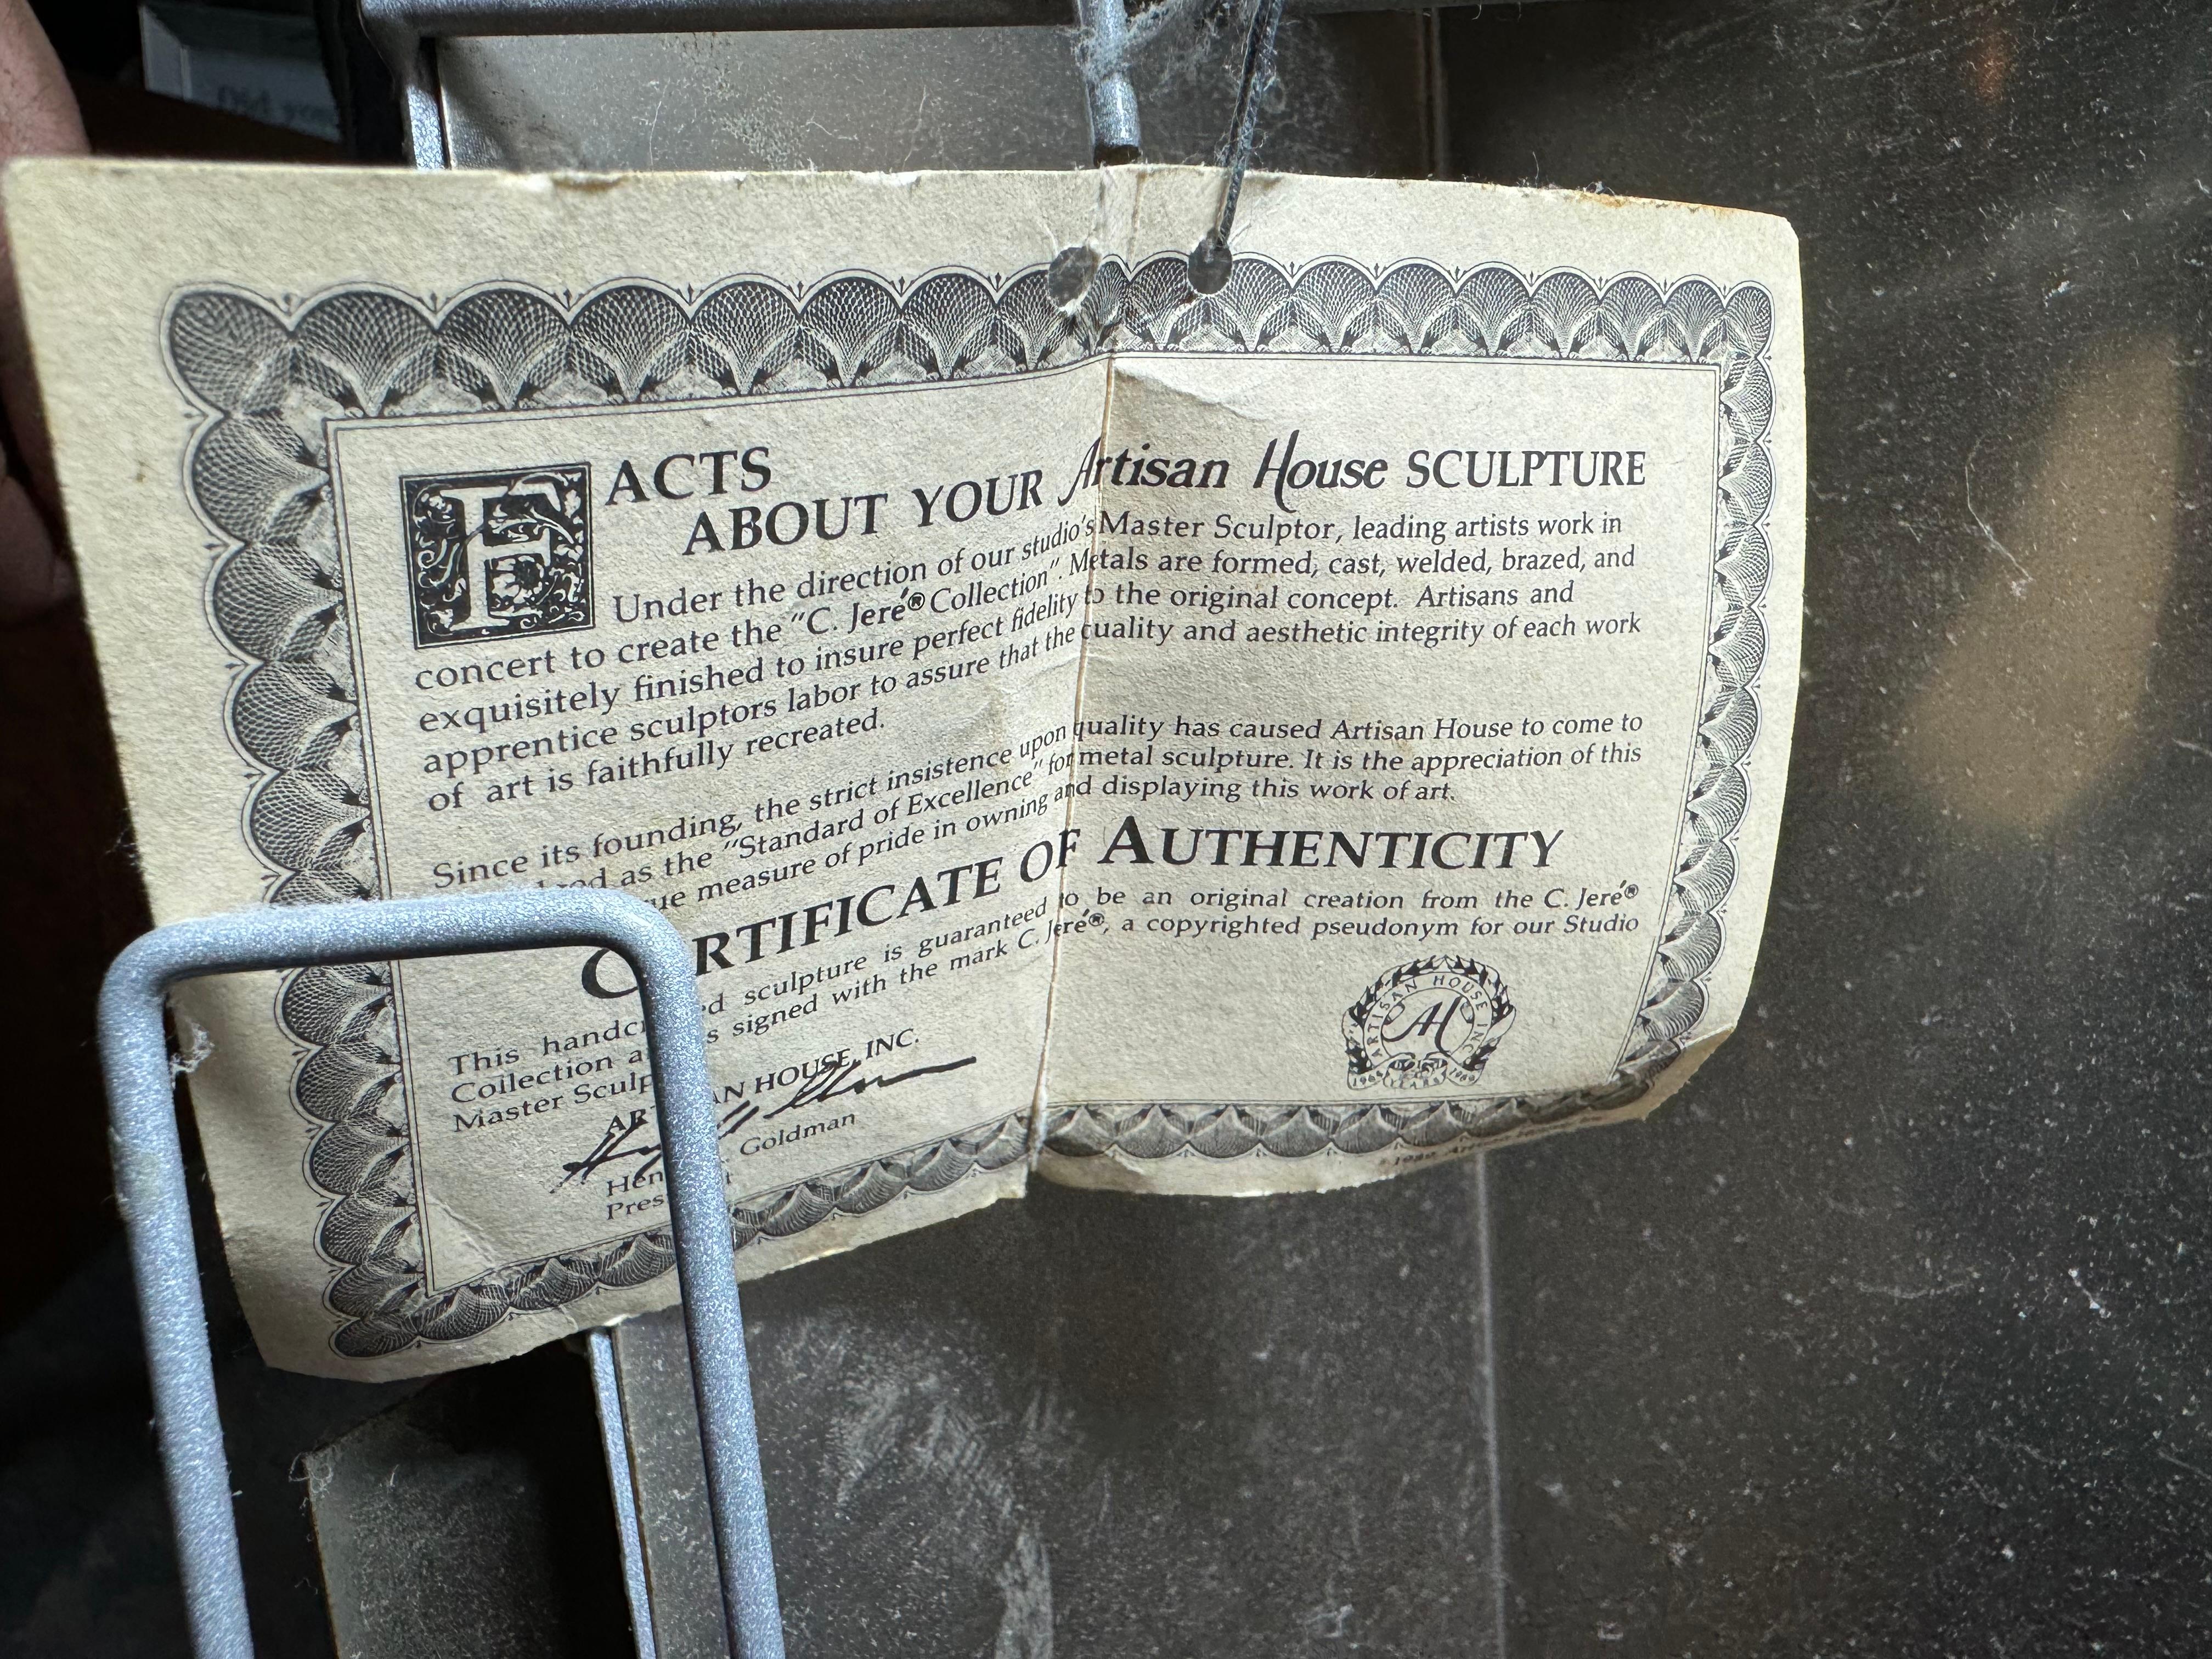 FACTS
ABOUT YOUR Artisan House SCULPTURE
Under the direction of our studio's Master Sculptor, leading artists work in
concert to create the "C. Jeré® Collection". Metals are formed, cast, welded, brazed, and
exquisitely finished to insure perfect fidelity to the original concept. Artisans and
apprentice sculptors labor to assure that the quality and aesthetic integrity of each work
of art is faithfully recreated.
Since its founding, the strict insistence upon quality has caused Artisan House to come to
as the "Standard of Excellence" for metal sculpture. It is the appreciation of this
measure of pride in owning and displaying this work of art.
CERTIFICATE OF AUTHENTICITY
This sculpture is guaranteed to be an original creation from the C. Jeré®
Collection signed with the mark C. Jeré®, a copyrighted pseudonym for our Studio
Master
ARTISAN HOUSE, INC.
Goldman
President
ARTISAN HOUSE INC.
AH
YEARS